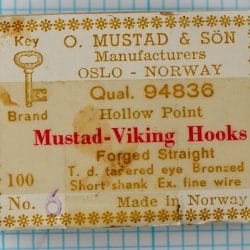 Key
O. MUSTAD & SÖN
Manufacturers
OSLO - NORWAY
Brand
Qual. 94836
Hollow Point
Mustad-Viking Hooks
Forged Straight
T. d. tapered eye Bronzed
100
Short shank Ex. fine wire
No. 6
Made in Norway